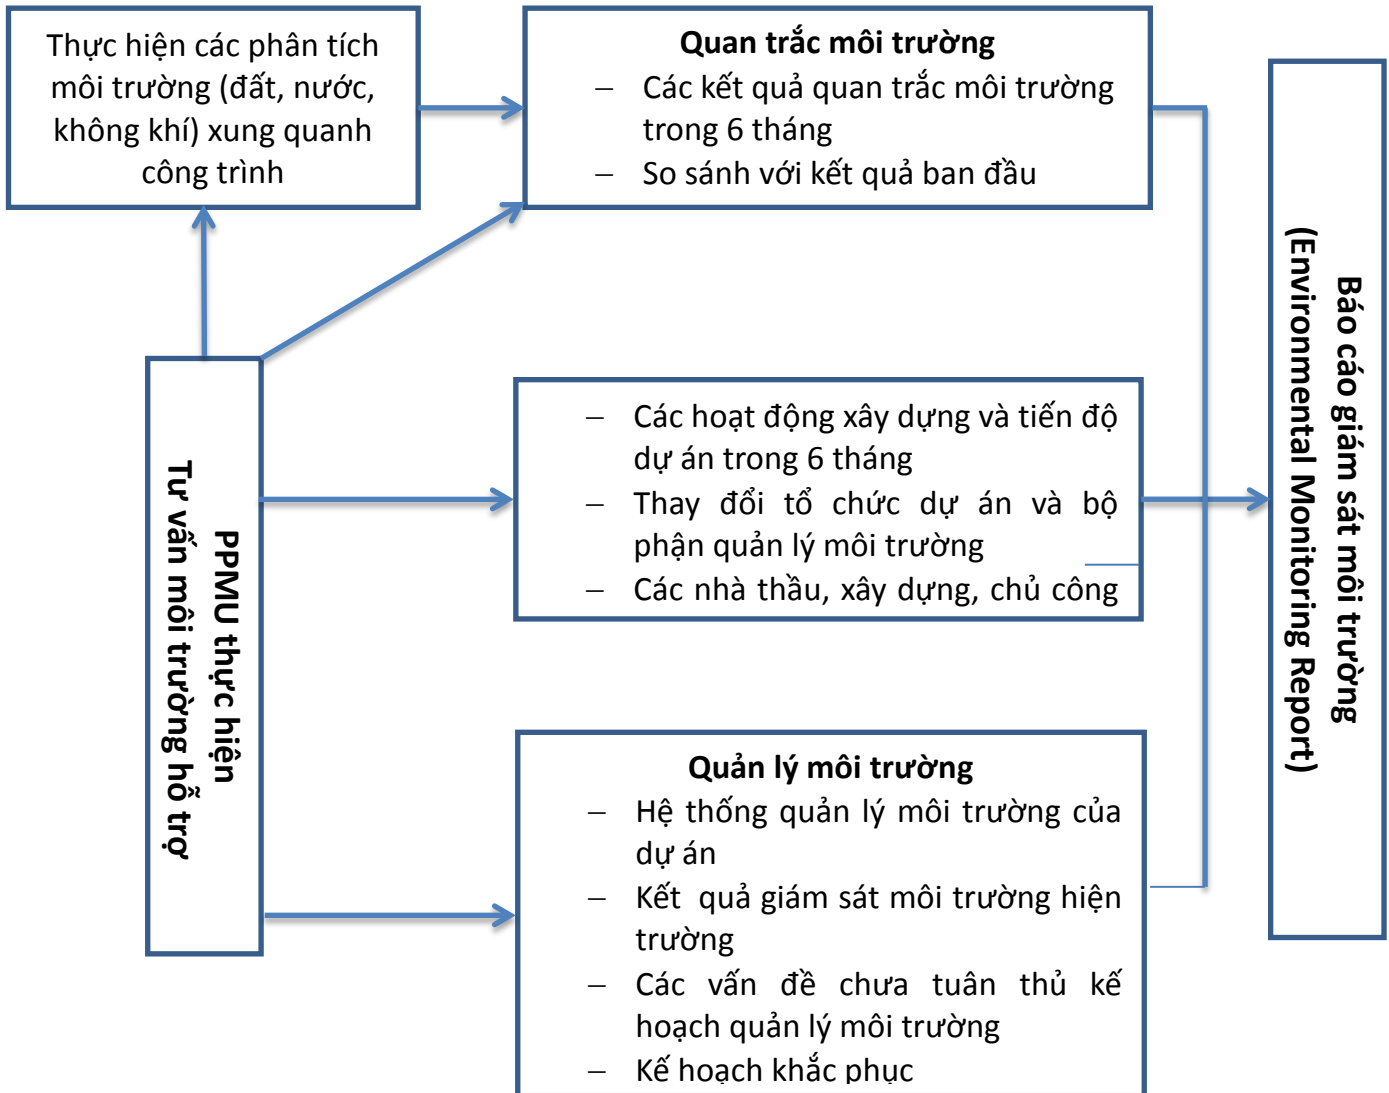 Thực hiện các phân tích
môi trường (đất, nước,
không khí) xung quanh
công trình
Quan trắc môi trường
– Các kết quả quan trắc môi trường
trong 6 tháng
– So sánh với kết quả ban đầu
PPMU thực hiện
Tư vấn môi trường hỗ trợ
– Các hoạt động xây dựng và tiến độ
dự án trong 6 tháng
– Thay đổi tổ chức dự án và bộ
phận quản lý môi trường
– Các nhà thầu, xây dựng, chủ công
Quản lý môi trường
– Hệ thống quản lý môi trường của
dự án
– Kết quả giám sát môi trường hiện
trường
– Các vấn đề chưa tuân thủ kế
hoạch quản lý môi trường
– Kế hoạch khắc phục
Báo cáo giám sát môi trường
(Environmental Monitoring Report)